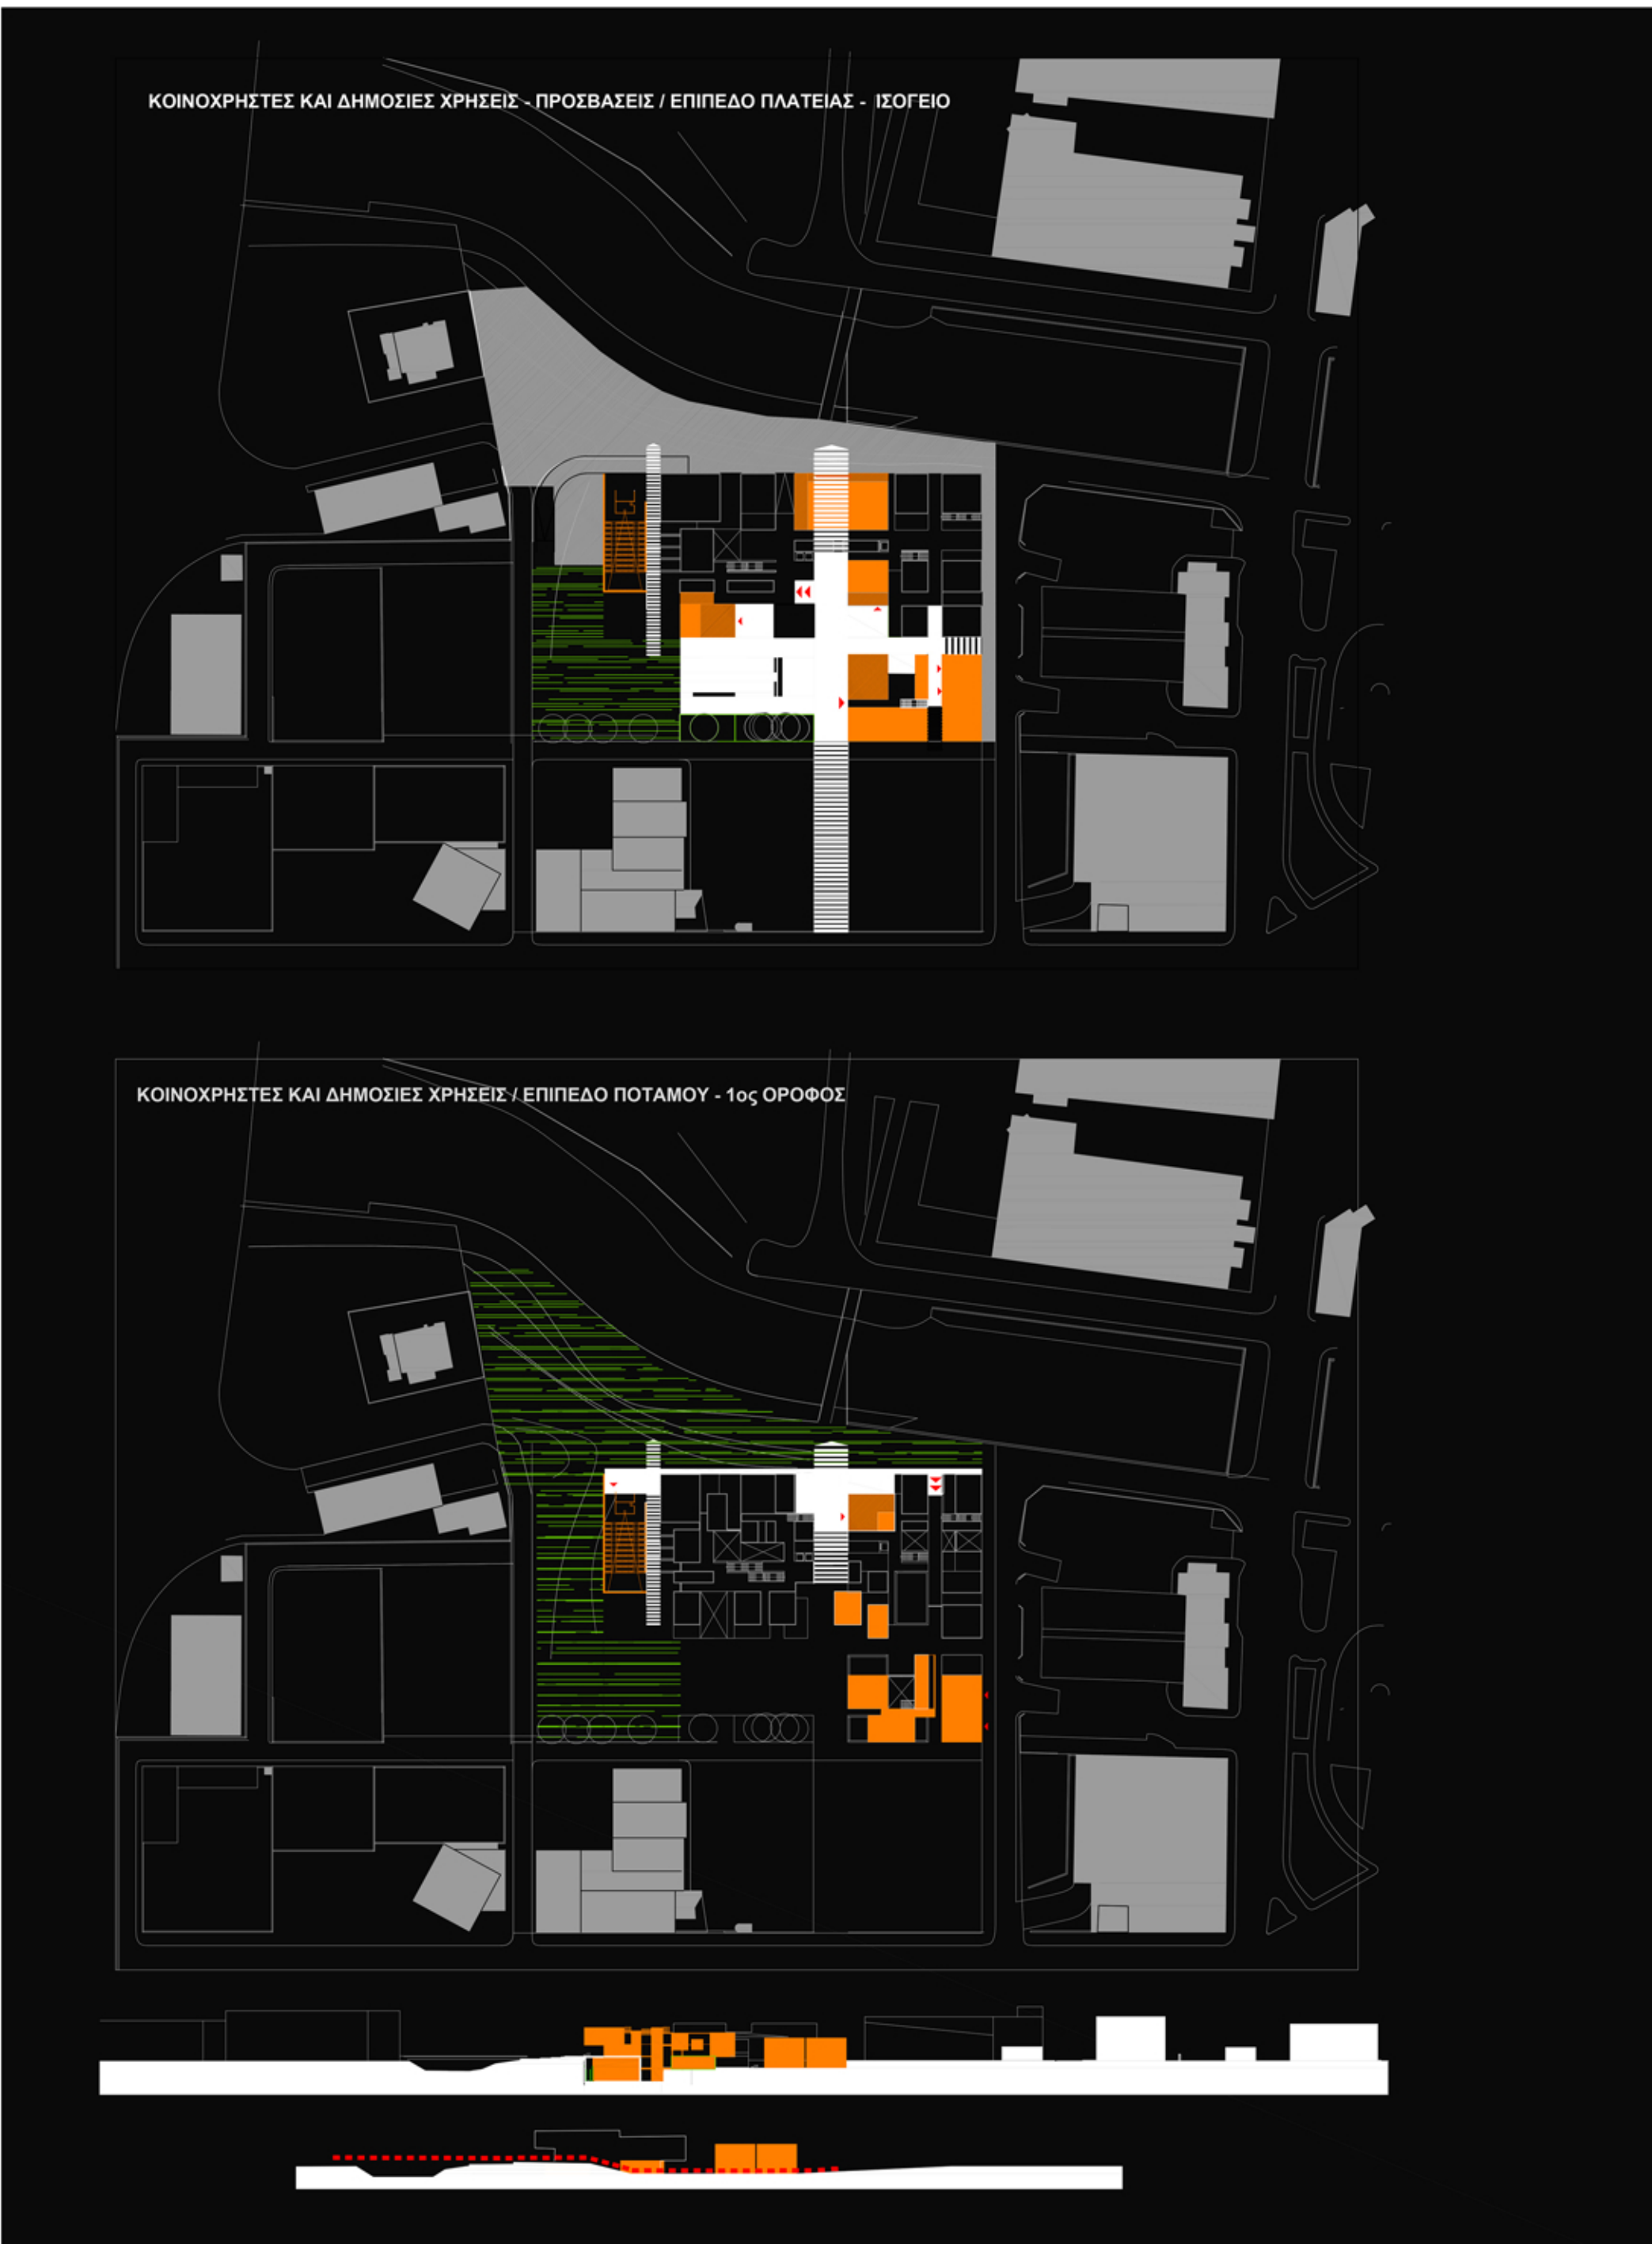 ΚΟΙΝΟΧΡΗΣΤΕΣ ΚΑΙ ΔΗΜΟΣΙΕΣ ΧΡΗΣΕΙΣ - ΠΡΟΣΒΑΣΕΙΣ / ΕΠΙΠΕΔΟ ΠΛΑΤΕΙΑΣ - ΙΣΟΓΕΙΟ
ΚΟΙΝΟΧΡΗΣΤΕΣ ΚΑΙ ΔΗΜΟΣΙΕΣ ΧΡΗΣΕΙΣ / ΕΠΙΠΕΔΟ ΠΟΤΑΜΟΥ - 1ος ΟΡΟΦΟΣ